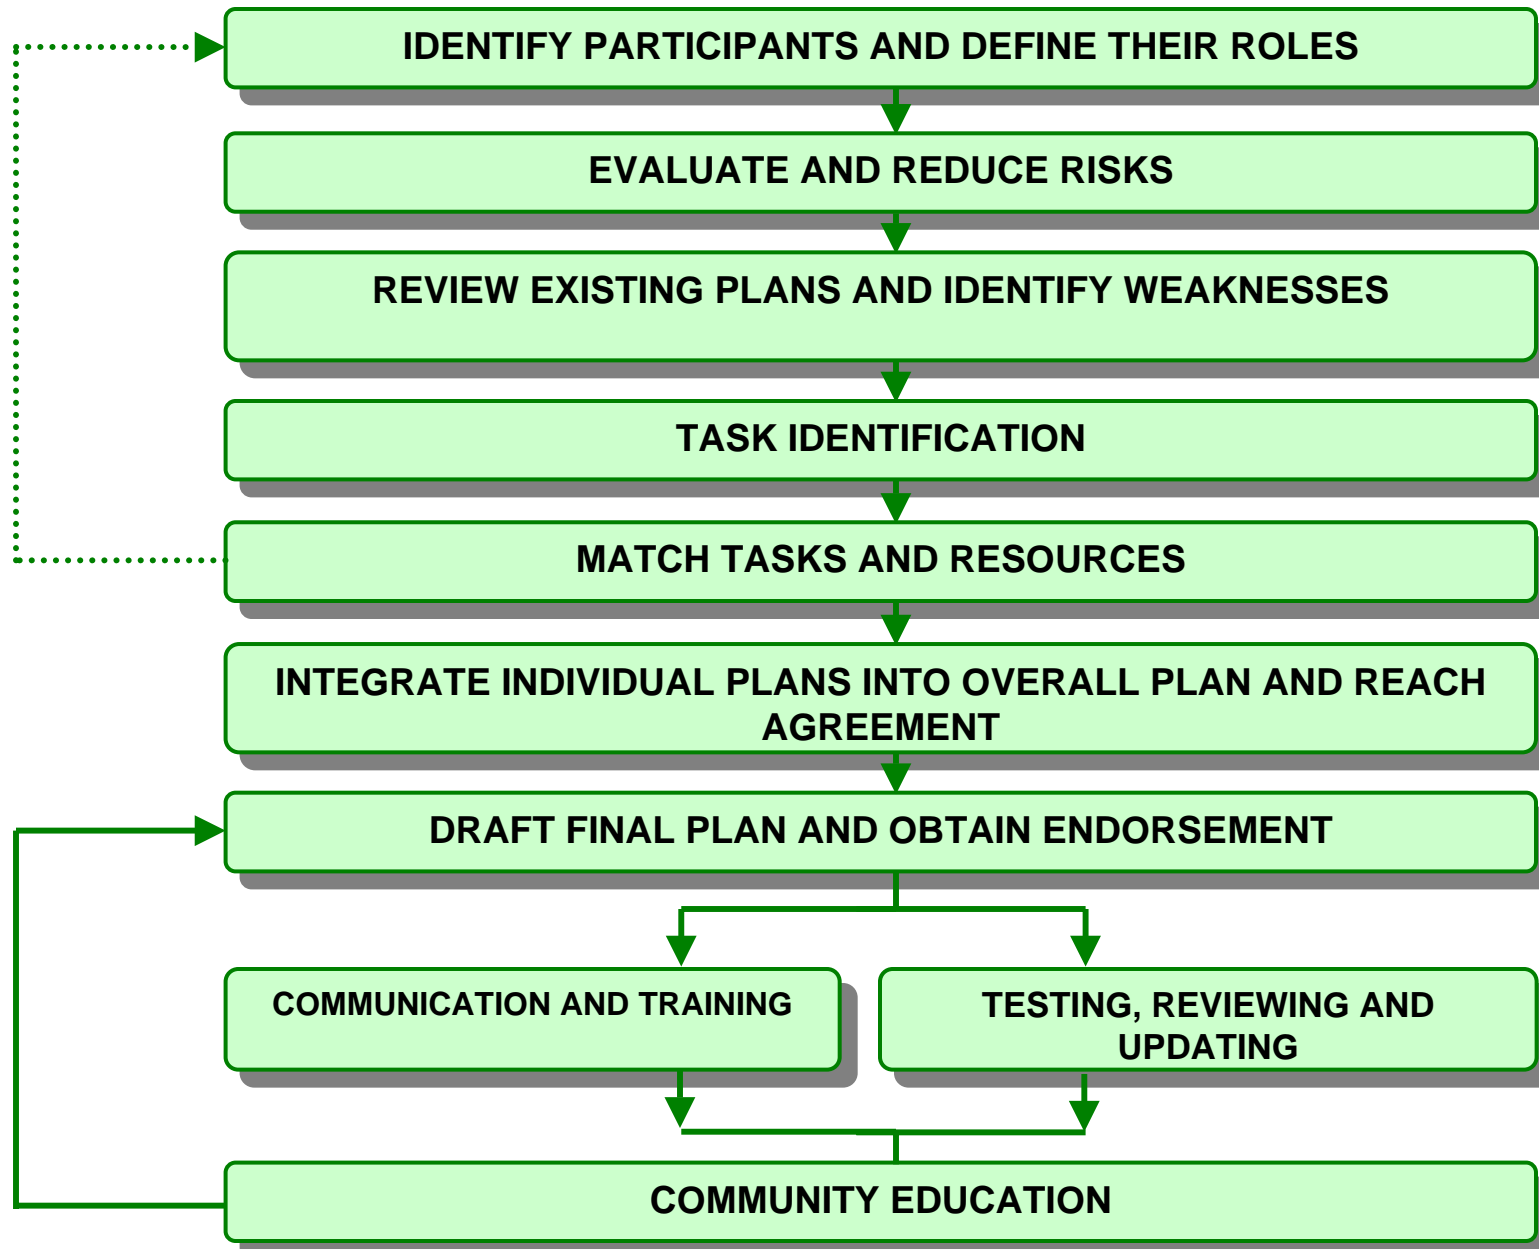 IDENTIFY PARTICIPANTS AND DEFINE THEIR ROLES
EVALUATE AND REDUCE RISKS
REVIEW EXISTING PLANS AND IDENTIFY WEAKNESSES
TASK IDENTIFICATION
MATCH TASKS AND RESOURCES
INTEGRATE INDIVIDUAL PLANS INTO OVERALL PLAN AND REACH
AGREEMENT
DRAFT FINAL PLAN AND OBTAIN ENDORSEMENT
COMMUNICATION AND TRAINING
TESTING, REVIEWING AND
UPDATING
COMMUNITY EDUCATION